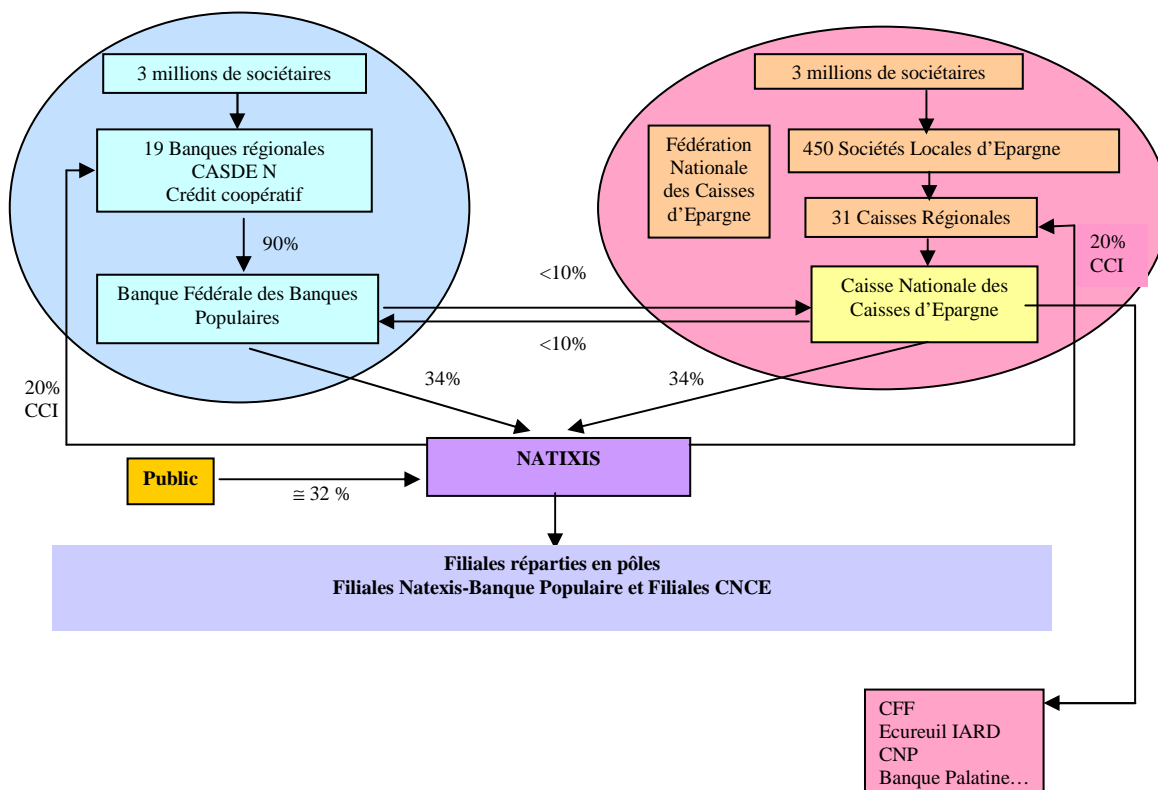 3 millions de sociétaires
19 Banques régionales
CASDE N
Crédit coopératif
90%
Banque Fédérale des Banques
Populaires
20%
CCI
3 millions de sociétaires
Fédération
Nationale
des Caisses
d’Epargne
450 Sociétés Locales d’Epargne
31 Caisses Régionales
20%
CCI
Caisse Nationale des
Caisses d’Epargne
<10%
<10%
34%
34%
NATIXIS
Public
≅ 32 %
Filiales réparties en pôles
Filiales Natexis-Banque Populaire et Filiales CNCE
CFF
Ecureuil IARD
CNP
Banque Palatine…